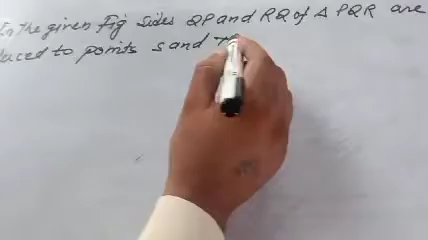 In the given Fig Sides QP and RQ of Δ PQR are
duced to points s and